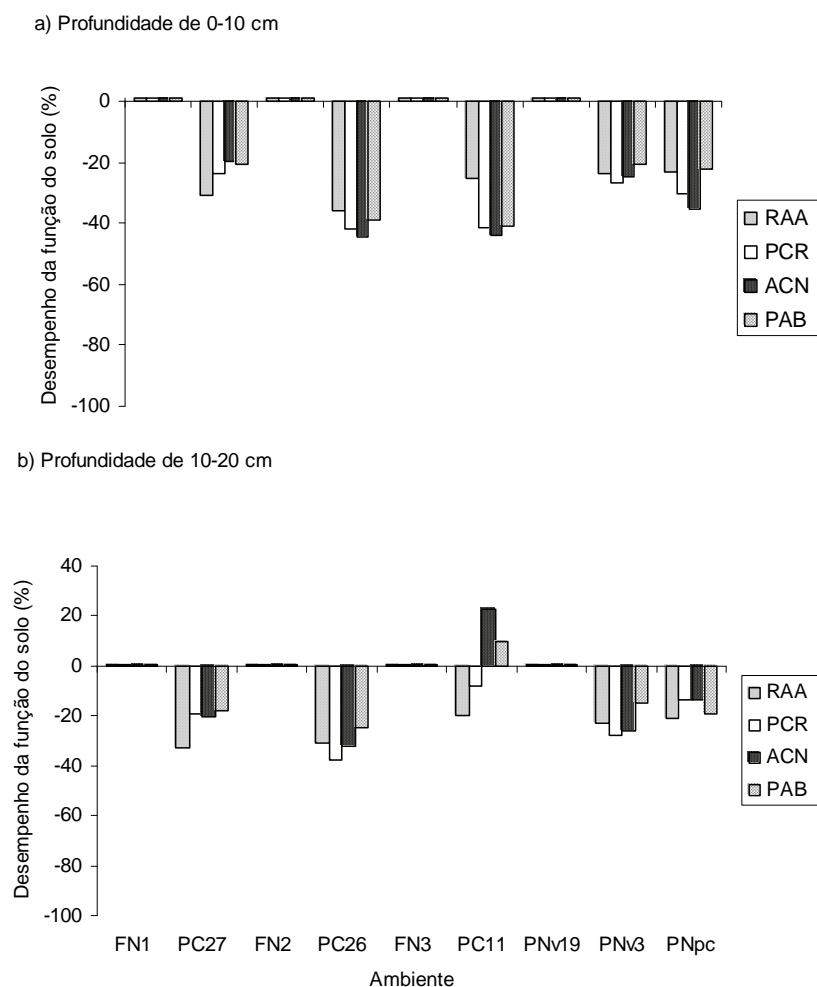 a) Profundidade de 0-10 cm
Desempenho da função do solo (%)
0
-20
-40
-60
-80
-100
RAA
PCR
ACN
PAB
b) Profundidade de 10-20 cm
Desempenho da função do solo (%)
40
20
0
-20
-40
-60
-80
-100
RAA
PCR
ACN
PAB
FN1 PC27 FN2 PC26 FN3 PC11 PNv19 PNv3 PNpc
Ambiente